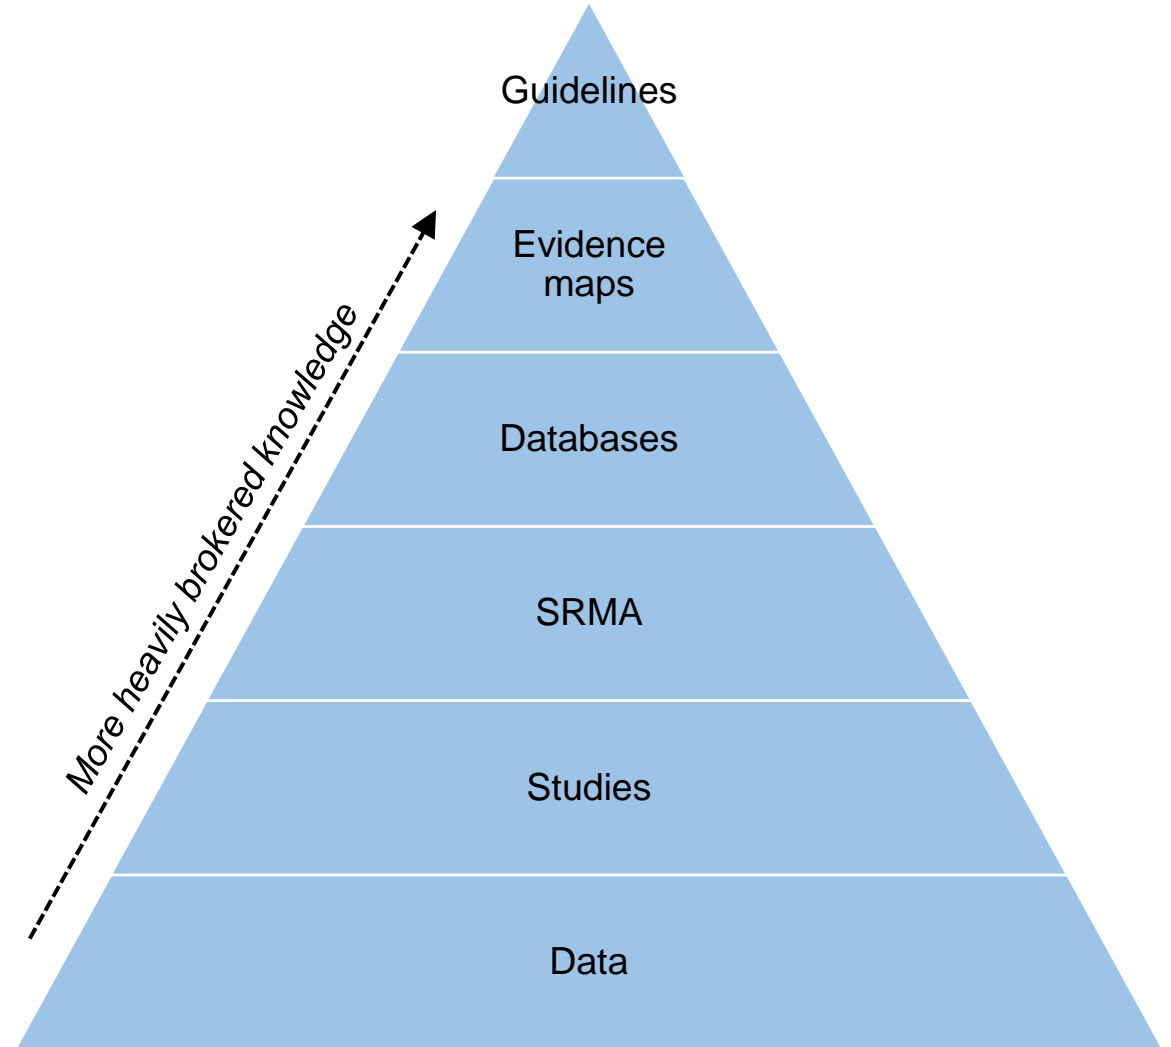 Guidelines
Evidence
maps
Databases
SRMA
Studies
Data
More heavily brokered knowledge